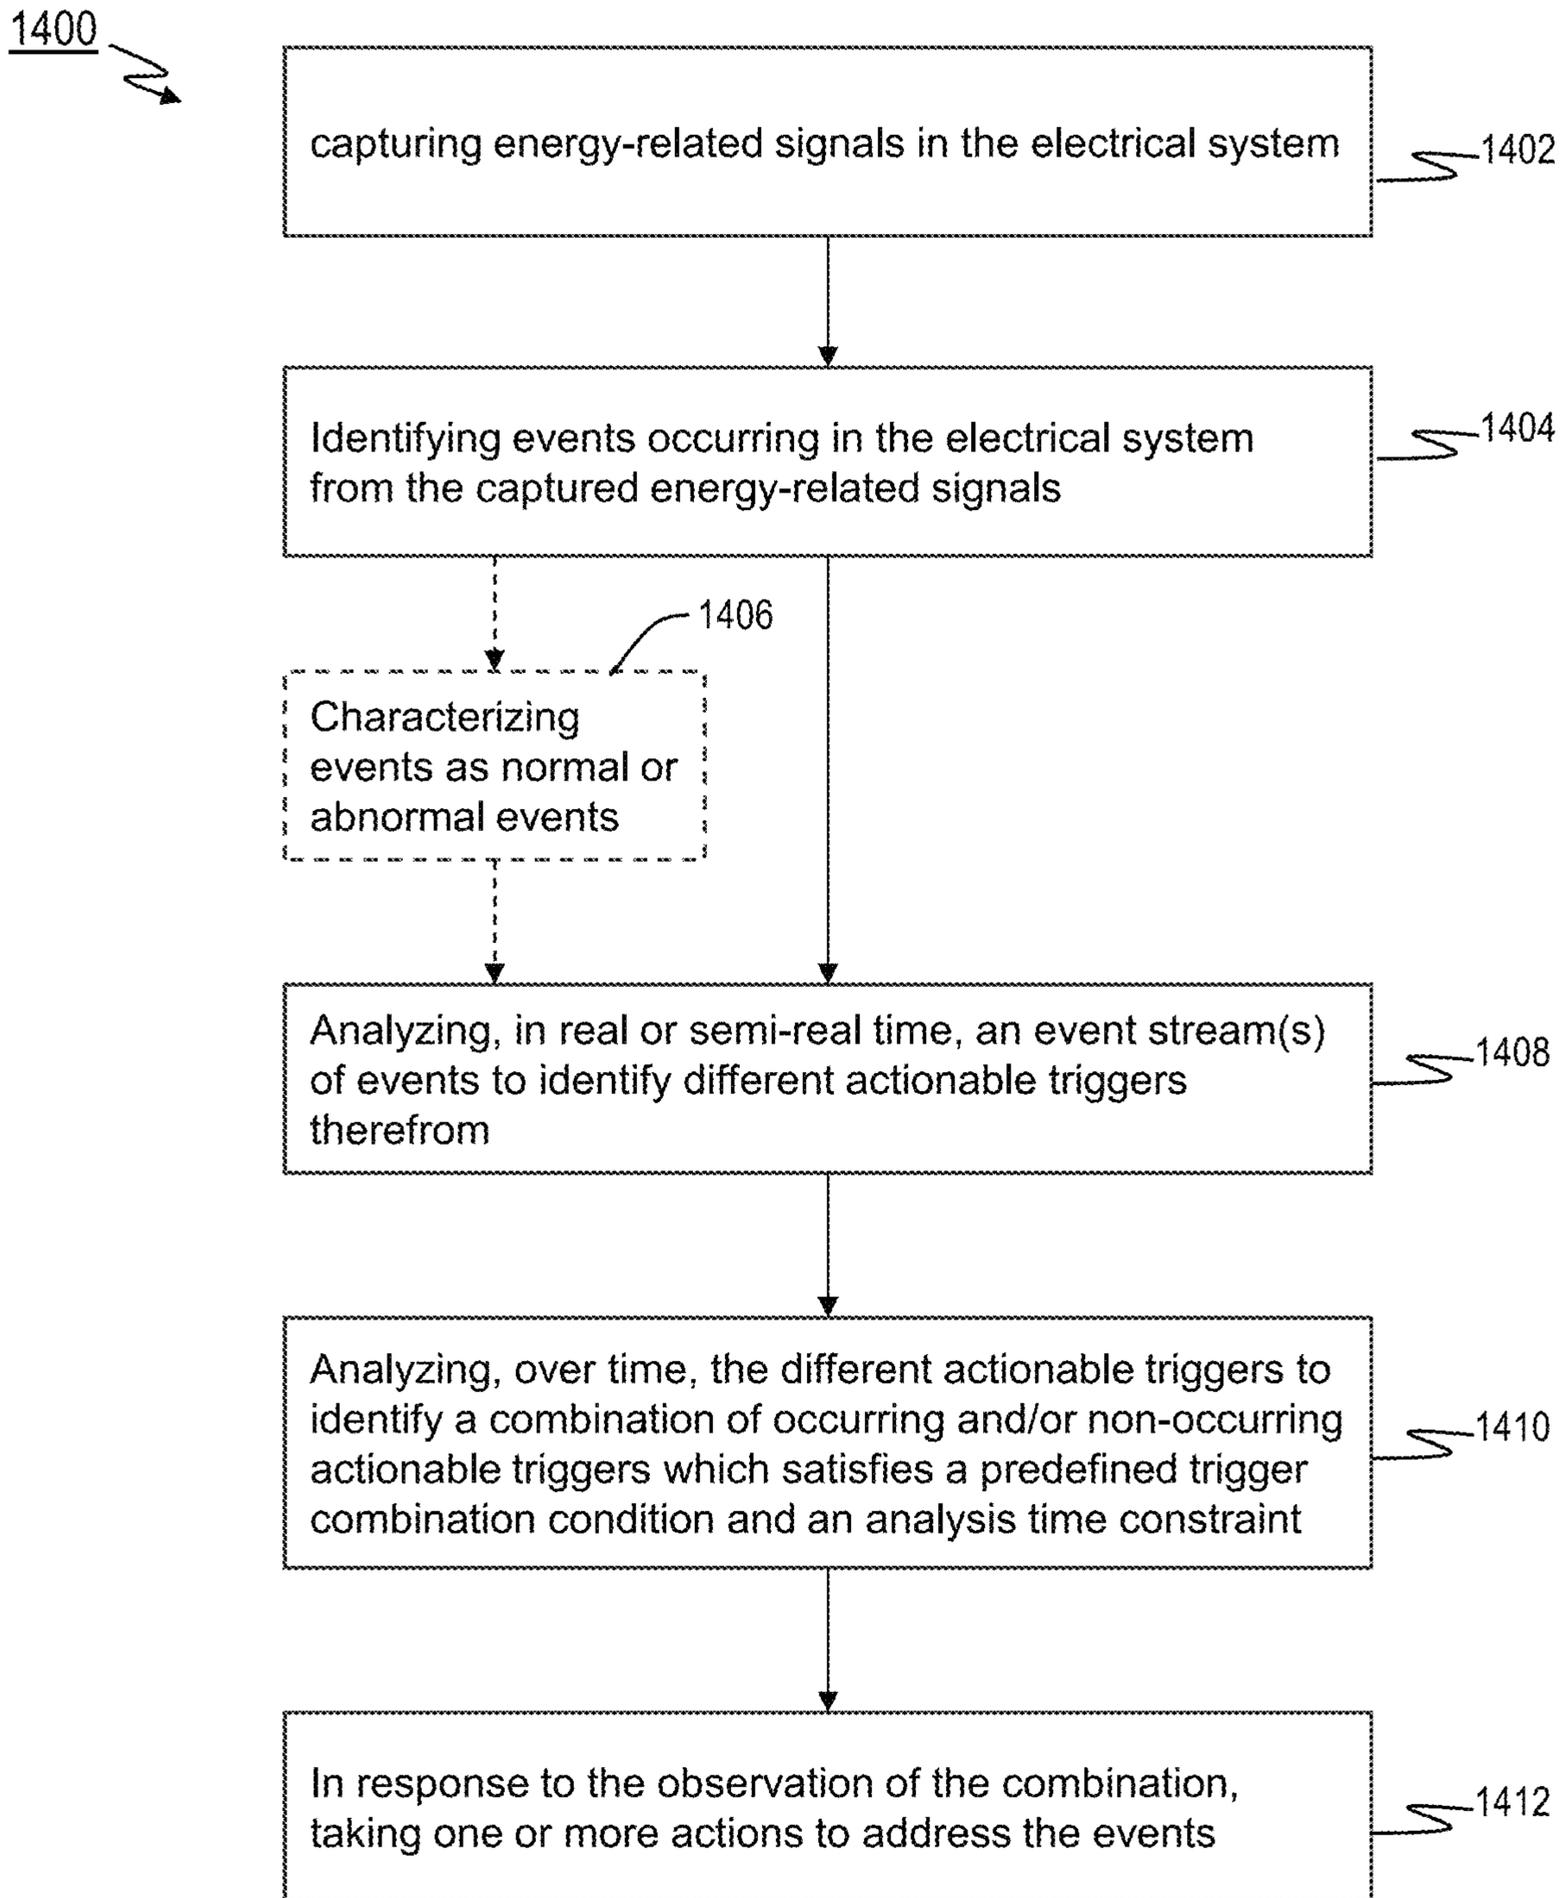 1400
capturing energy-related signals in the electrical system
1402
Identifying events occurring in the electrical system
from the captured energy-related signals
1404
1406
Characterizing
events as normal or
abnormal events
Analyzing, in real or semi-real time, an event stream(s)
of events to identify different actionable triggers
therefrom
1408
Analyzing, over time, the different actionable triggers to
identify a combination of occurring and/or non-occurring
actionable triggers which satisfies a predefined trigger
combination condition and an analysis time constraint
1410
In response to the observation of the combination,
taking one or more actions to address the events
1412